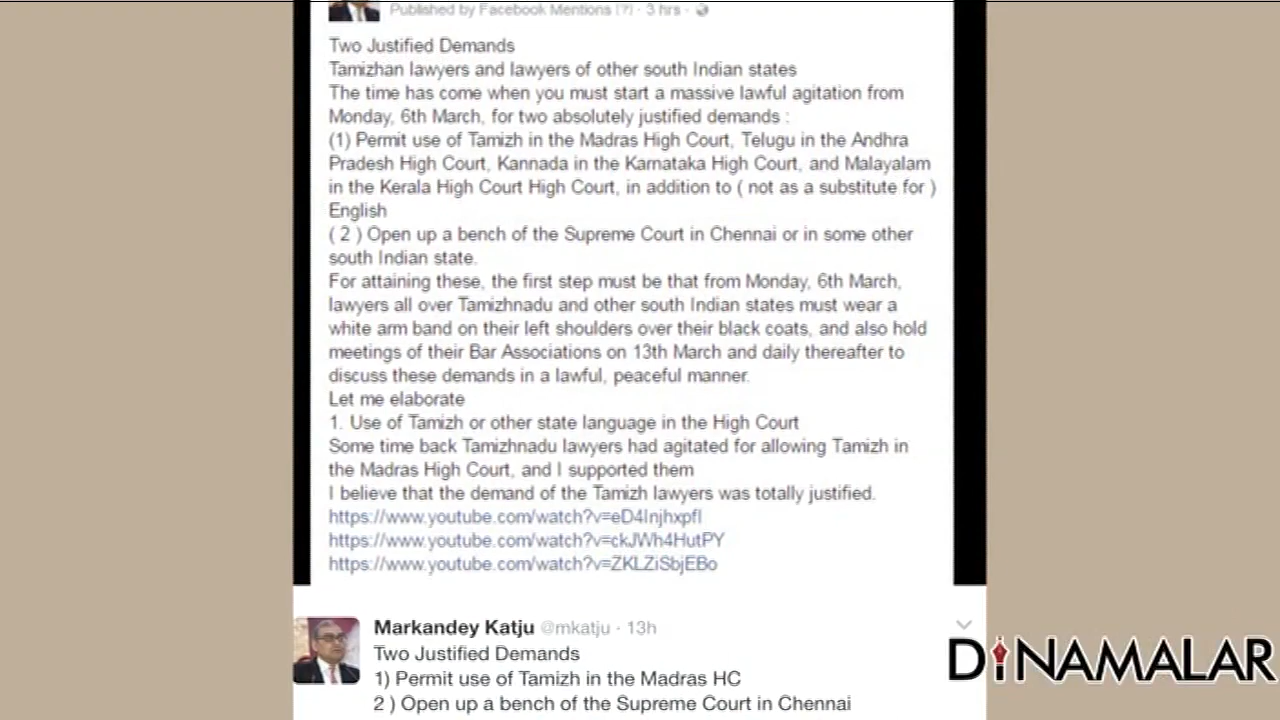 Published by Facebook Mentions [?] · 3 hrs ·
Two Justified Demands
Tamizhan lawyers and lawyers of other south Indian states
The time has come when you must start a massive lawful agitation from
Monday, 6th March, for two absolutely justified demands :
(1) Permit use of Tamizh in the Madras High Court, Telugu in the Andhra
Pradesh High Court, Kannada in the Karnataka High Court, and Malayalam
in the Kerala High Court High Court, in addition to ( not as a substitute for )
English
( 2 ) Open up a bench of the Supreme Court in Chennai or in some other
south Indian state.
For attaining these, the first step must be that from Monday, 6th March,
lawyers all over Tamizhnadu and other south Indian states must wear a
white arm band on their left shoulders over their black coats, and also hold
meetings of their Bar Associations on 13th March and daily thereafter to
discuss these demands in a lawful, peaceful manner.
Let me elaborate
1. Use of Tamizh or other state language in the High Court
Some time back Tamizhnadu lawyers had agitated for allowing Tamizh in
the Madras High Court, and I supported them
I believe that the demand of the Tamizh lawyers was totally justified.
https://www.youtube.com/watch?v=eD4Injhxpfl
https://www.youtube.com/watch?v=ckJWh4HutPY
https://www.youtube.com/watch?v=ZKLZiSbjEBo
Markandey Katju @mkatju · 13h
Two Justified Demands
1) Permit use of Tamizh in the Madras HC
2 ) Open up a bench of the Supreme Court in Chennai
DINAMALAR